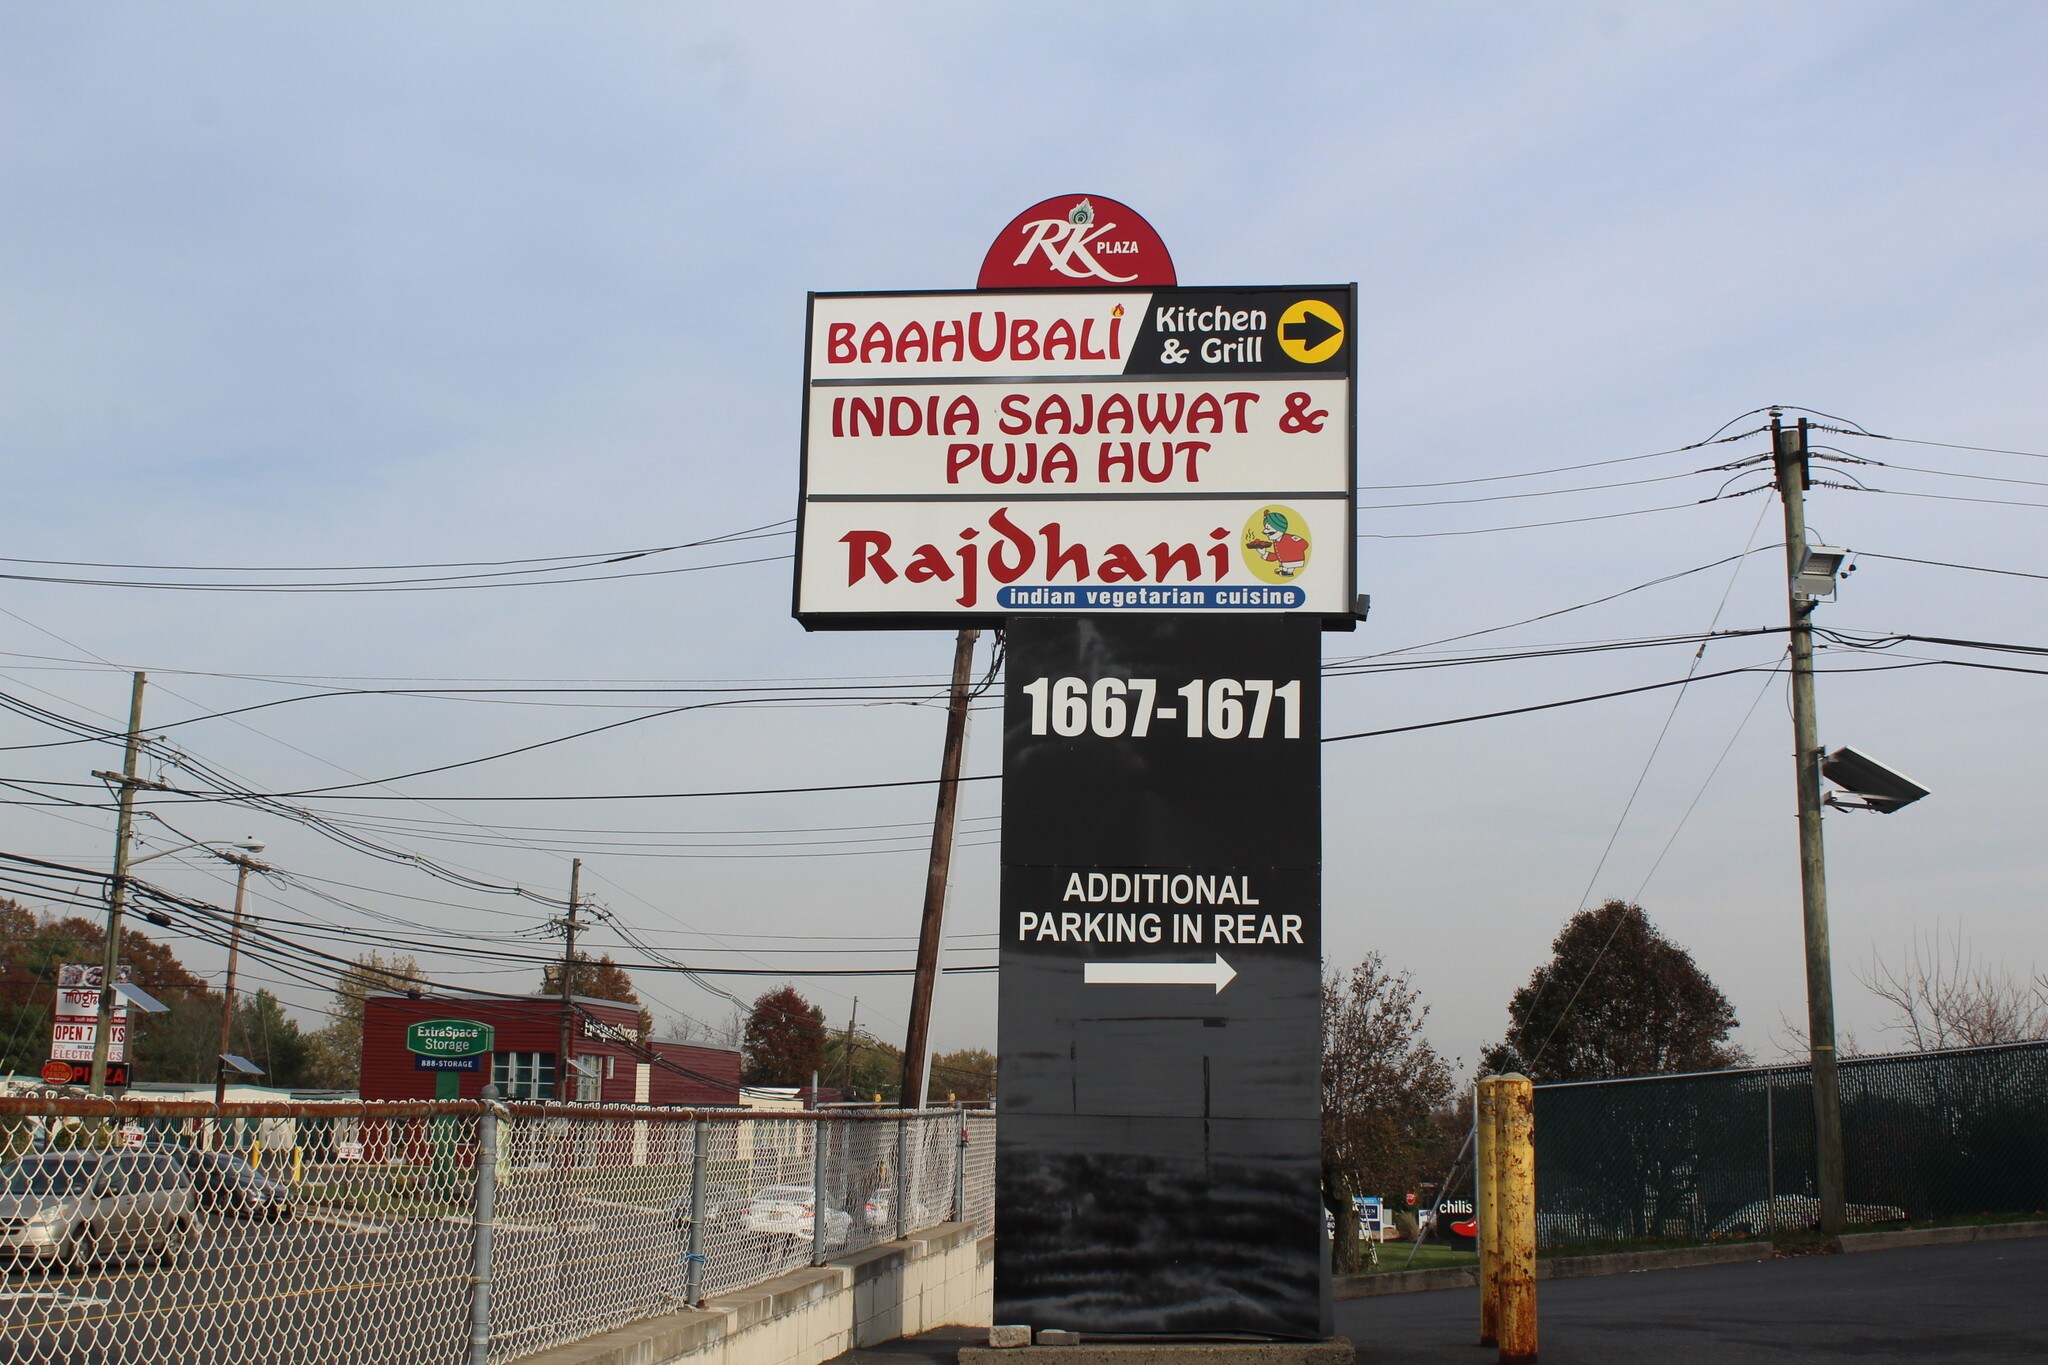 RK PLAZA
BAAHUBALI Kitchen
& Grill
INDIA SAJAWAT &
PUJA HUT
Rajdhani
indian vegetarian cuisine
1667-1671
ADDITIONAL
PARKING IN REAR
ExtraSpace
Storage
888-STORAGE
OPEN 7
chilis